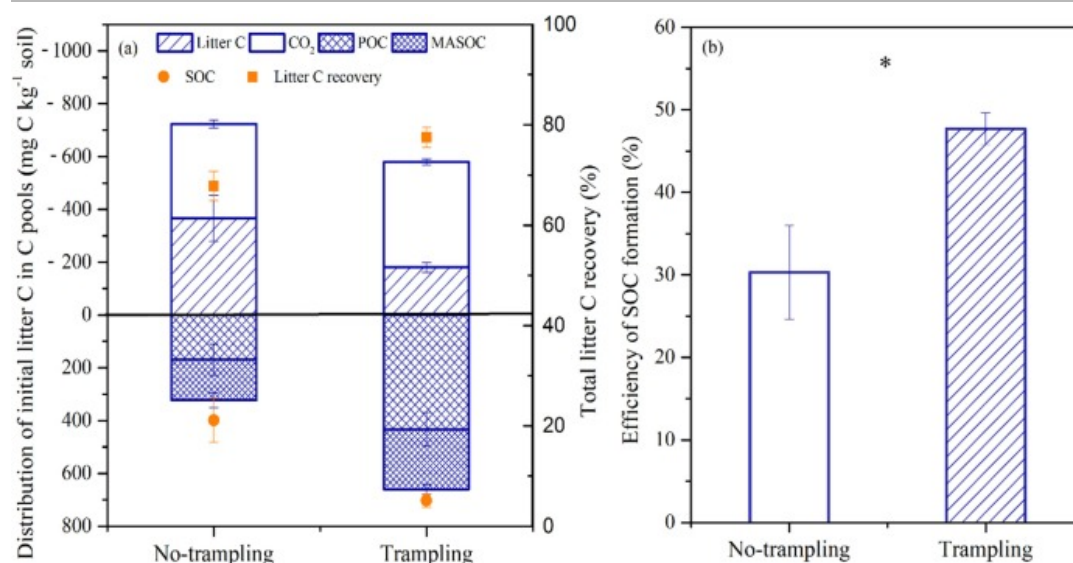 (a)
Litter C CO₂ POC MASOC
SOC Litter C recovery
Distribution of initial litter C in C pools (mg C kg⁻¹ soil)
- 1000
- 800
- 600
- 400
- 200
0
200
400
600
800
No-trampling Trampling
100
80
60
40
20
0
Total litter C recovery (%)
(b)
*
Efficiency of SOC formation (%)
60
50
40
30
20
10
0
No-trampling Trampling